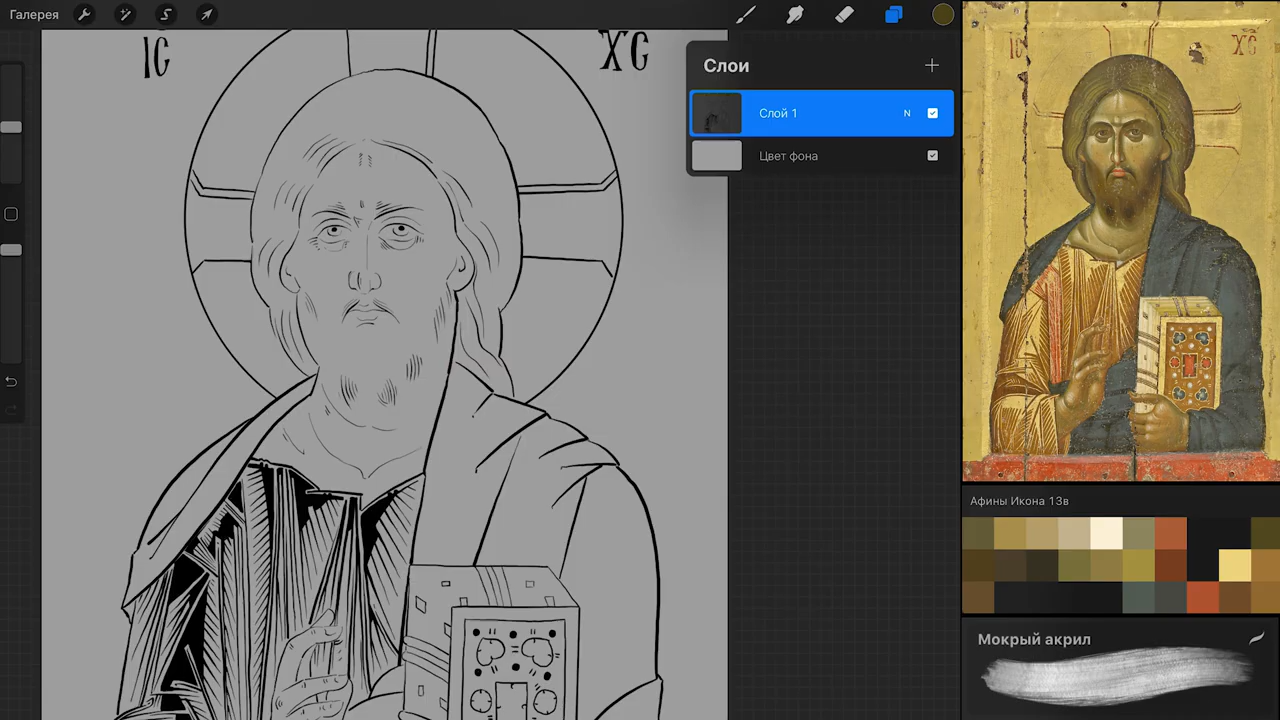 Галерея
IC
XC
Слои
Слой 1
N
Цвет фона
IC
XC
Афины Икона 13в
Мокрый акрил